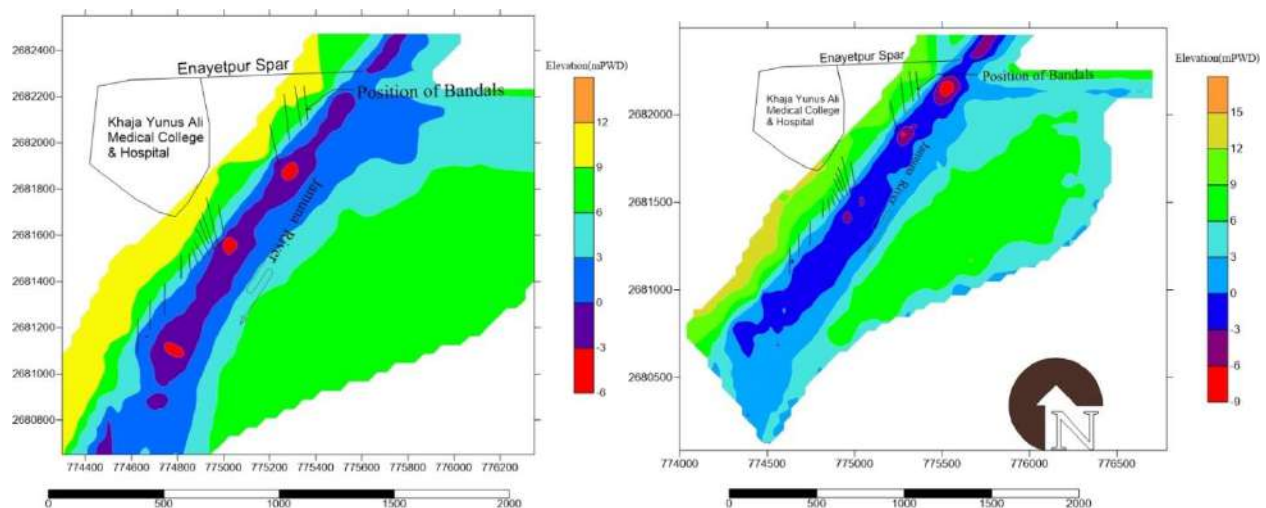 Enayetpur Spar
Position of Bandals
Khaja Yunus Ali
Medical College
& Hospital
Jamuna River
2682400
2682200
2682000
2681800
2681600
2681400
2681200
2681000
2680800
774400 774600 774800 775000 775200 775400 775600 775800 776000 776200
0 500 1000 1500 2000
Elevation(mPWD)
12
9
6
3
0
-3
-6
Enayetpur Spar
Position of Bandals
Khaja Yunus Ali
Medical College
& Hospital
Jamuna River
2682000
2681500
2681000
2680500
774000 774500 775000 775500 776000 776500
0 500 1000 1500 2000
Elevation(mPWD)
15
12
9
6
3
0
-3
-6
-9
N